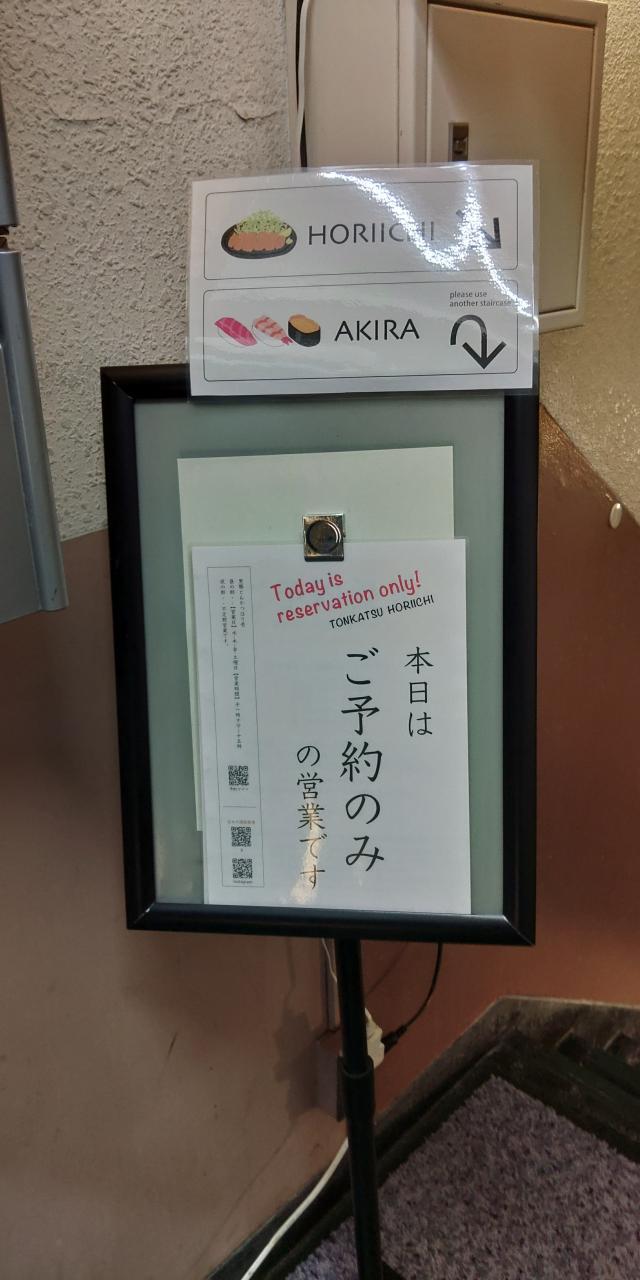 HORIICHI
please use
another staircase
AKIRA
Today is
reservation only!
TONKATSU HORIICHI
本日は
ご予約のみ
の営業です